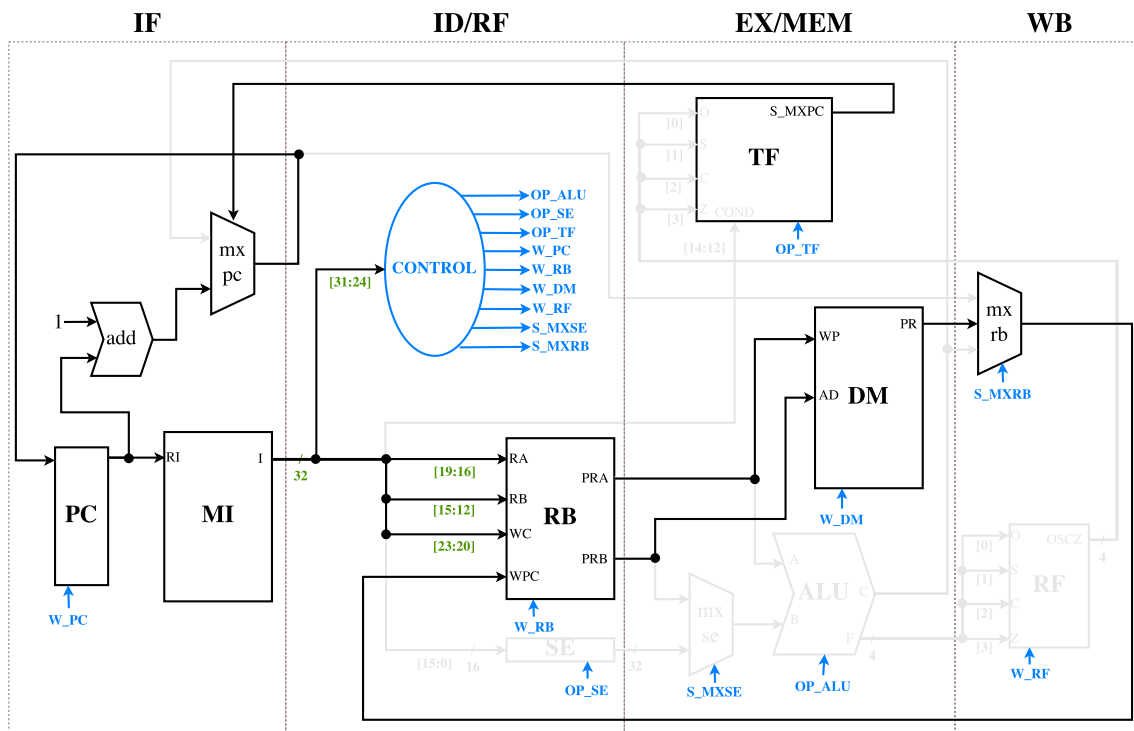 IF
ID/RF
EX/MEM
WB
mx
pc
1
add
PC
W_PC
RI
I
MI
32
[31:24]
CONTROL
OP_ALU
OP_SE
OP_TF
W_PC
W_RB
W_DM
W_RF
S_MXSE
S_MXRB
[19:16]
[15:12]
[23:20]
RA
RB
WC
WPC
RB
PRA
PRB
W_RB
[15:0]
16
SE
32
OP_SE
[0]
[1]
[2]
[3]
O
S
C
Z
COND
S_MXPC
TF
[14:12]
OP_TF
WP
AD
PR
DM
W_DM
mx
se
S_MXSE
A
B
ALU
C
F
4
OP_ALU
mx
rb
S_MXRB
[0]
[1]
[2]
[3]
O
S
C
Z
OSCZ
RF
4
W_RF